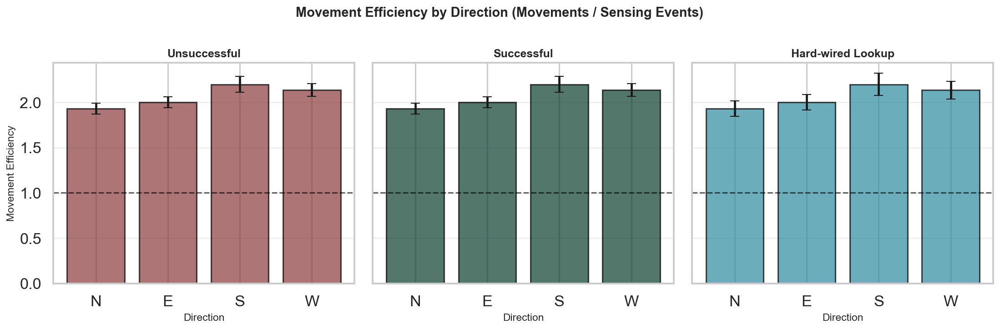 Movement Efficiency by Direction (Movements / Sensing Events)
Unsuccessful
Successful
Hard-wired Lookup
Movement Efficiency
2.0
1.5
1.0
0.5
0.0
N E S W
N E S W
N E S W
Direction
Direction
Direction